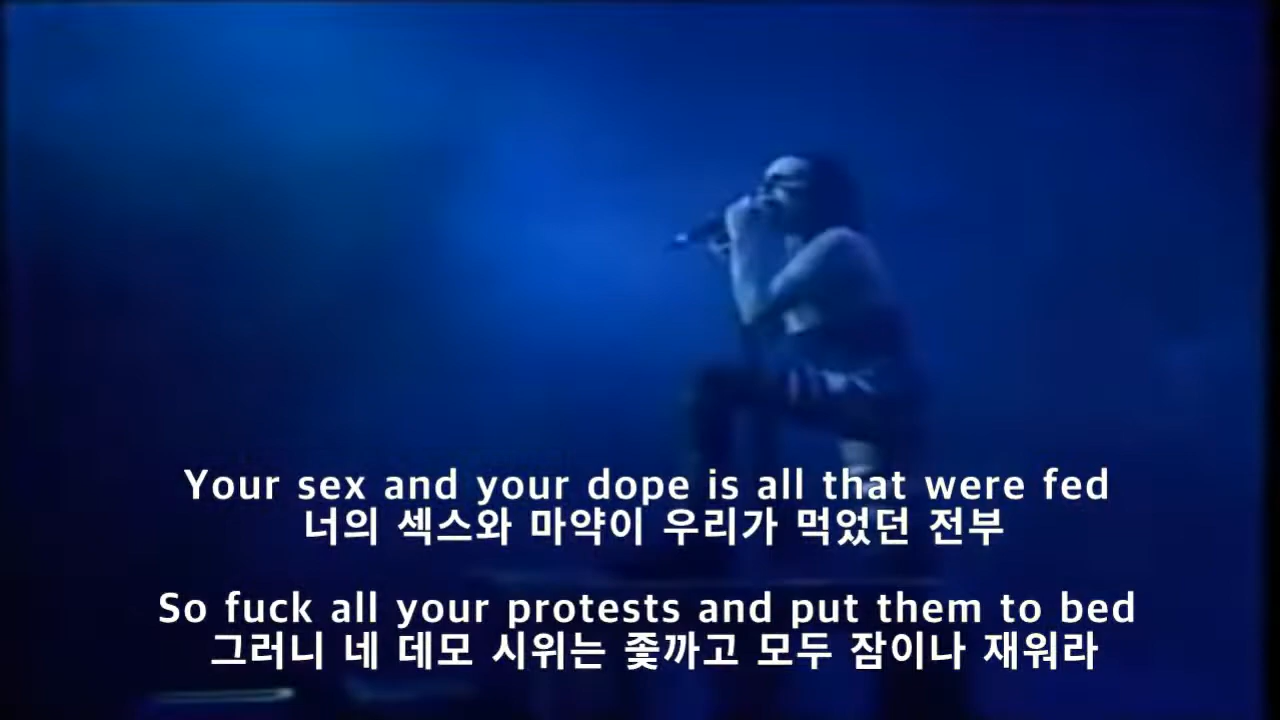 Your sex and your dope is all that were fed
너의 섹스와 마약이 우리가 먹었던 전부
So fuck all your protests and put them to bed
그러니 네 데모 시위는 좆까고 모두 잠이나 재워라